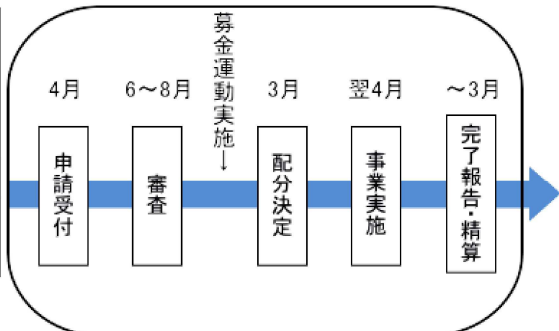 募金運動実施↓
4月
6～8月
3月
翌4月
～3月
申請受付
審査
配分決定
事業実施
完了報告・精算